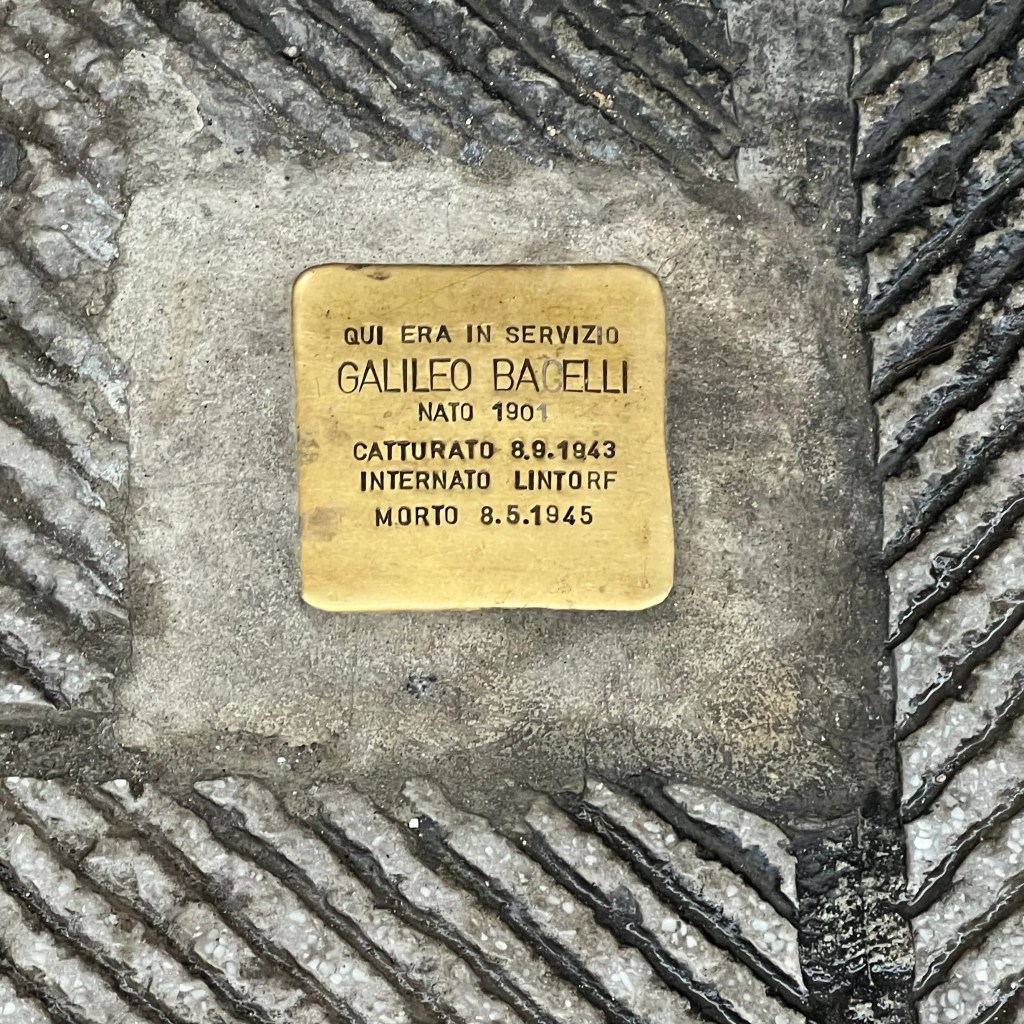 QUI ERA IN SERVIZIO
GALILEO BACELLI
NATO 1901
CATTURATO 8.9.1943
INTERNATO LINTORF
MORTO 8.5.1945